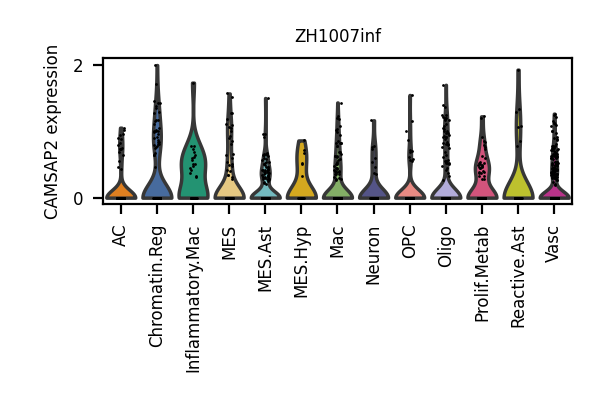 ZH1007inf
CAMSAP2 expression
2
0
AC
Chromatin.Reg
Inflammatory.Mac
MES
MES.Ast
MES.Hyp
Mac
Neuron
OPC
Oligo
Prolif.Metab
Reactive.Ast
Vasc